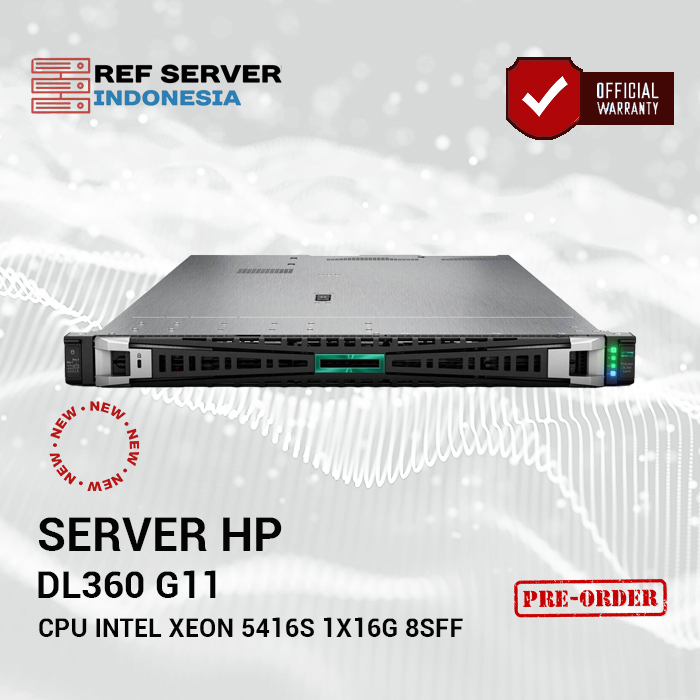 REF SERVER
INDONESIA
OFFICIAL
WARRANTY
NEW • NEW • NEW • NEW • NEW •
SERVER HP
DL360 G11
CPU INTEL XEON 5416S 1X16G 8SFF
PRE-ORDER